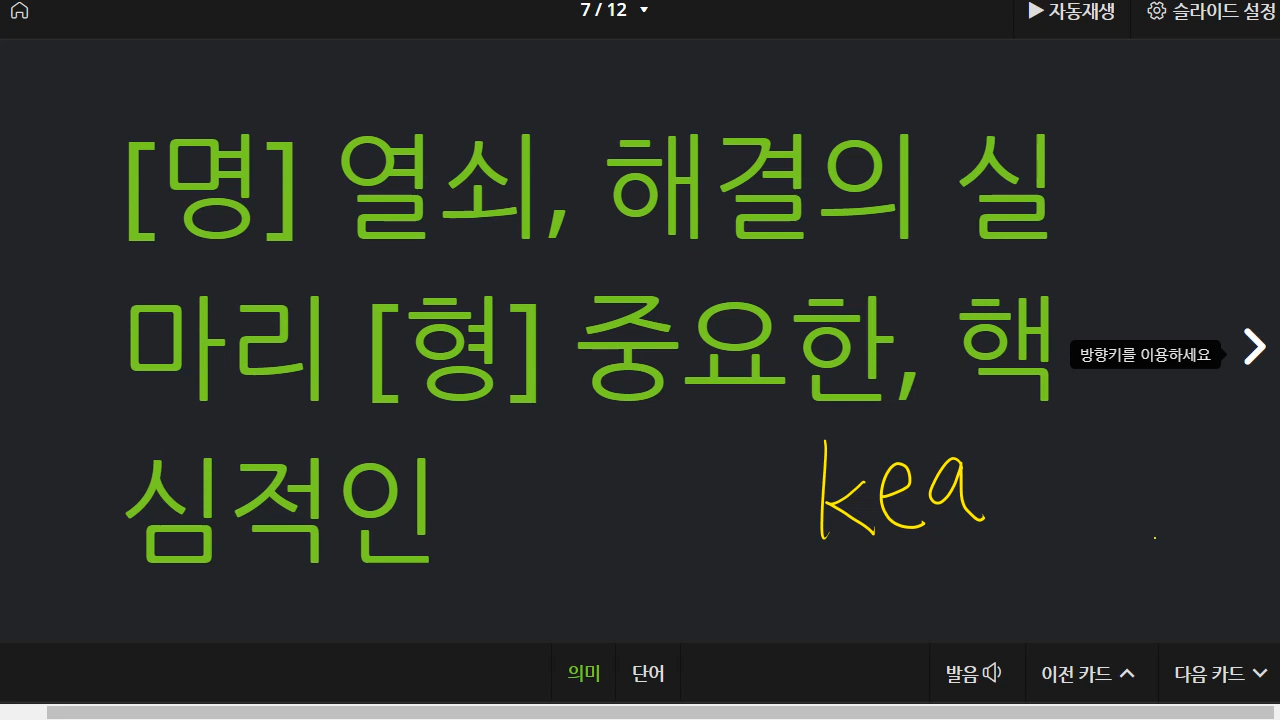 7 / 12
▶ 자동재생
슬라이드 설정
[명] 열쇠, 해결의 실
마리 [형] 중요한, 핵
심적인
방향키를 이용하세요
kea
의미
단어
발음
이전 카드
다음 카드